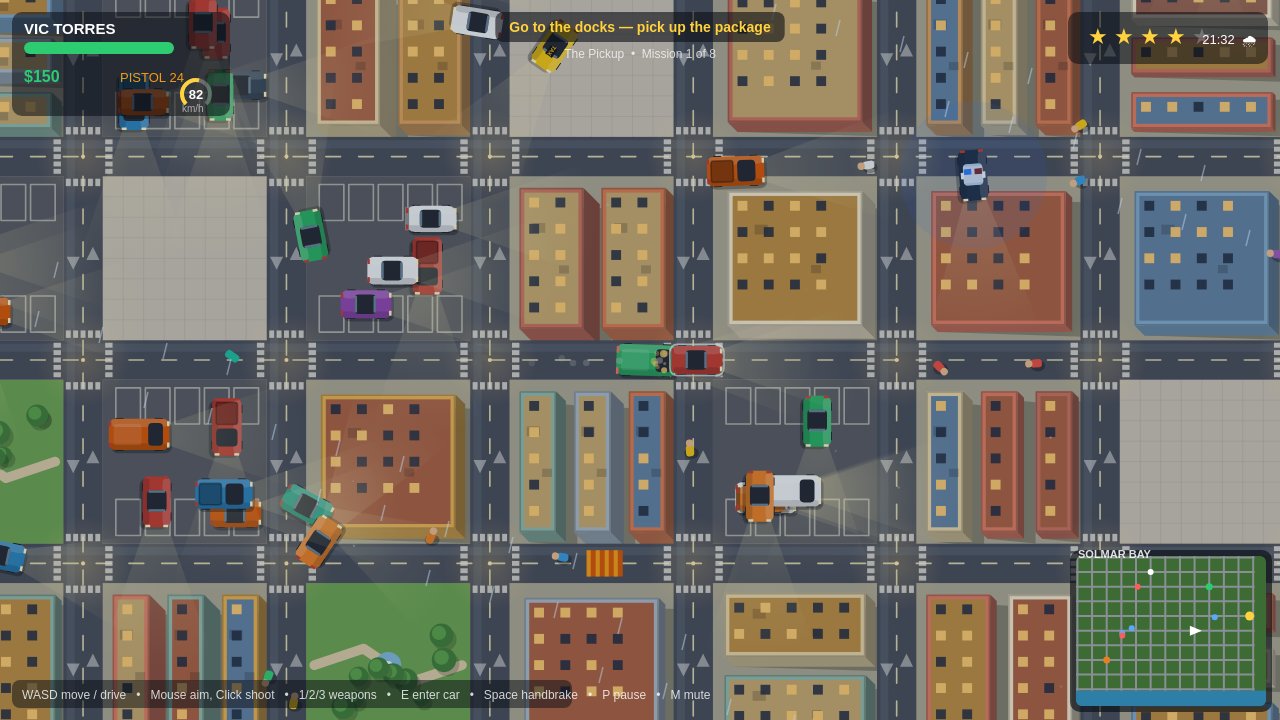 VIC TORRES
$150
PISTOL 24
82
km/h
Go to the docks — pick up the package
The Pickup • Mission 1 of 8
★ ★ ★ ★ ★ 21:32
SOLMAR BAY
WASD move / drive • Mouse aim, Click shoot • 1/2/3 weapons • E enter car • Space handbrake • P pause • M mute